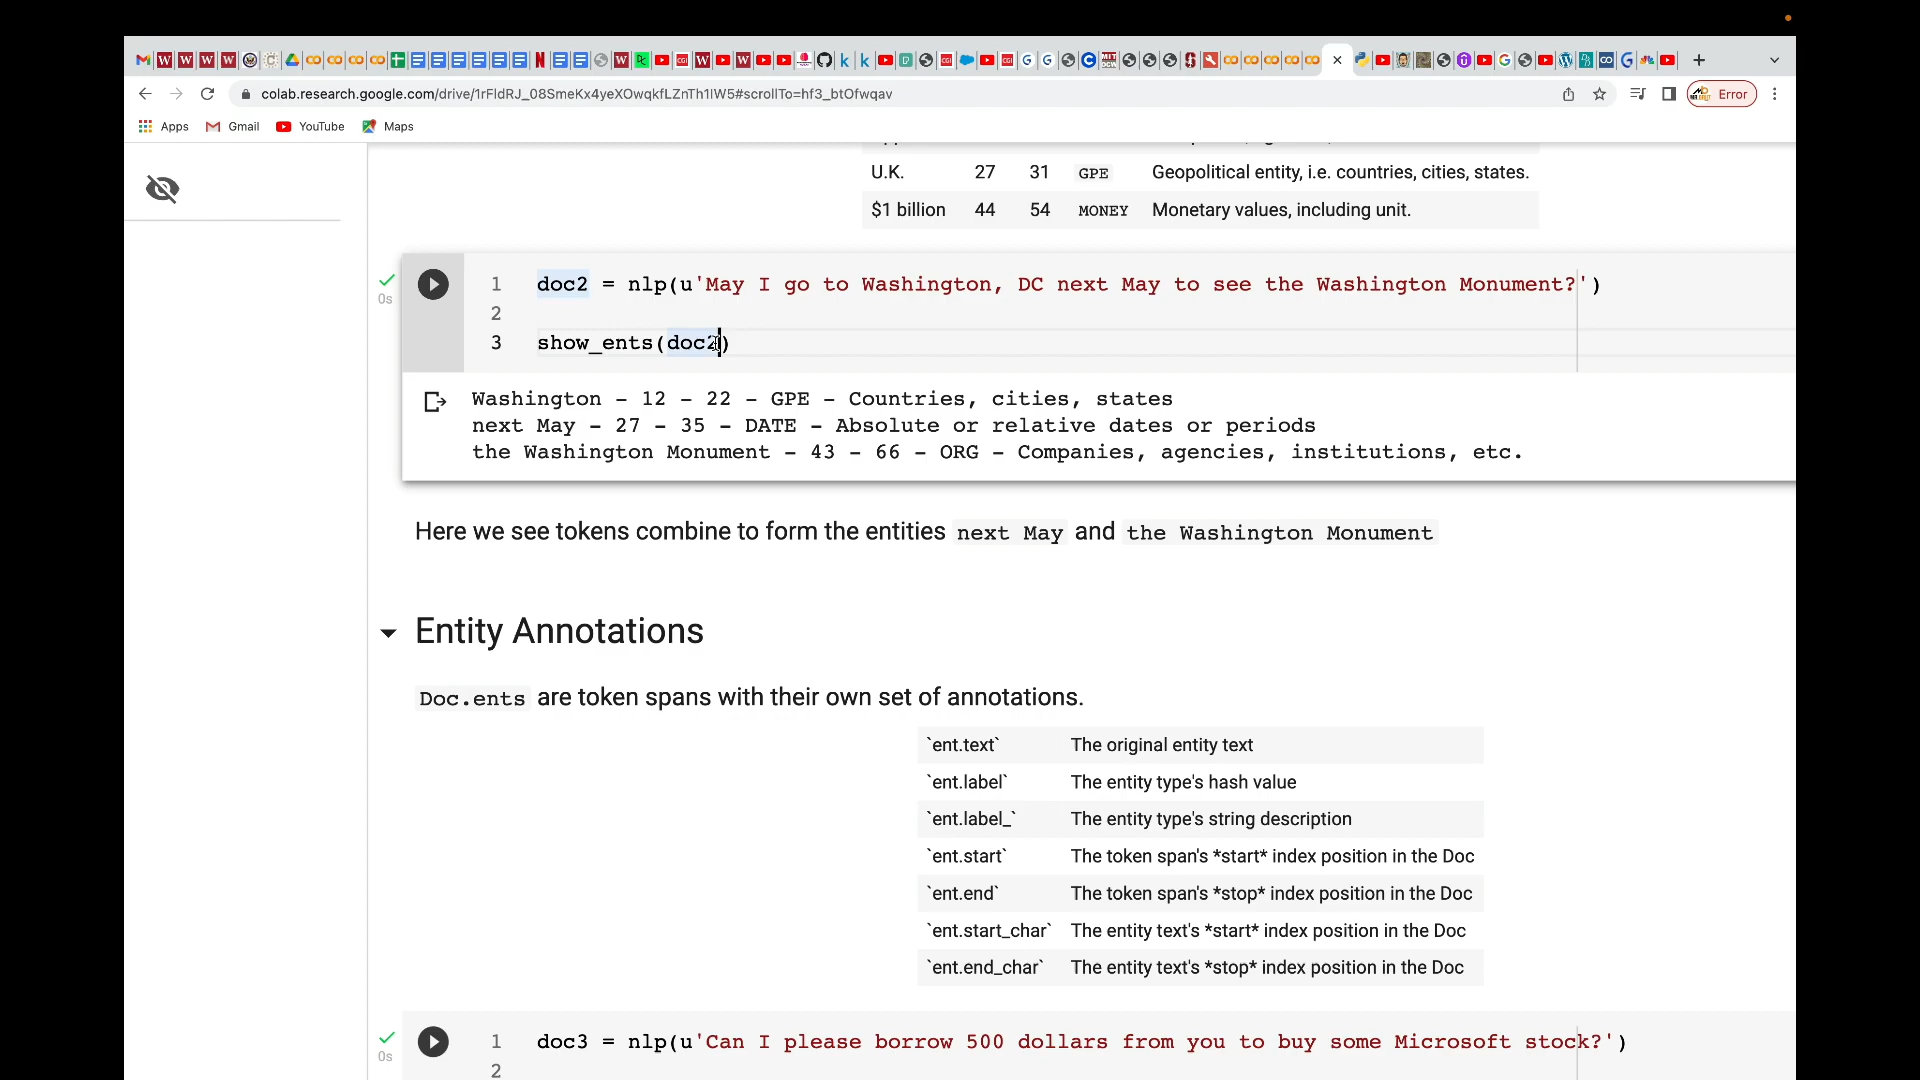 colab.research.google.com/drive/1rFldRJ_08SmeKx4yeXOwqkfLZnTh1IW5#scrollTo=hf3_btOfwqav
Error
Apps Gmail YouTube Maps
U.K. 27 31 GPE Geopolitical entity, i.e. countries, cities, states.
$1 billion 44 54 MONEY Monetary values, including unit.
0s
1 doc2 = nlp(u'May I go to Washington, DC next May to see the Washington Monument?')
2
3 show_ents(doc2)
Washington - 12 - 22 - GPE - Countries, cities, states
next May - 27 - 35 - DATE - Absolute or relative dates or periods
the Washington Monument - 43 - 66 - ORG - Companies, agencies, institutions, etc.
Here we see tokens combine to form the entities next May and the Washington Monument
Entity Annotations
Doc.ents are token spans with their own set of annotations.
`ent.text` The original entity text
`ent.label` The entity type's hash value
`ent.label_` The entity type's string description
`ent.start` The token span's *start* index position in the Doc
`ent.end` The token span's *stop* index position in the Doc
`ent.start_char` The entity text's *start* index position in the Doc
`ent.end_char` The entity text's *stop* index position in the Doc
0s
1 doc3 = nlp(u'Can I please borrow 500 dollars from you to buy some Microsoft stock?')
2